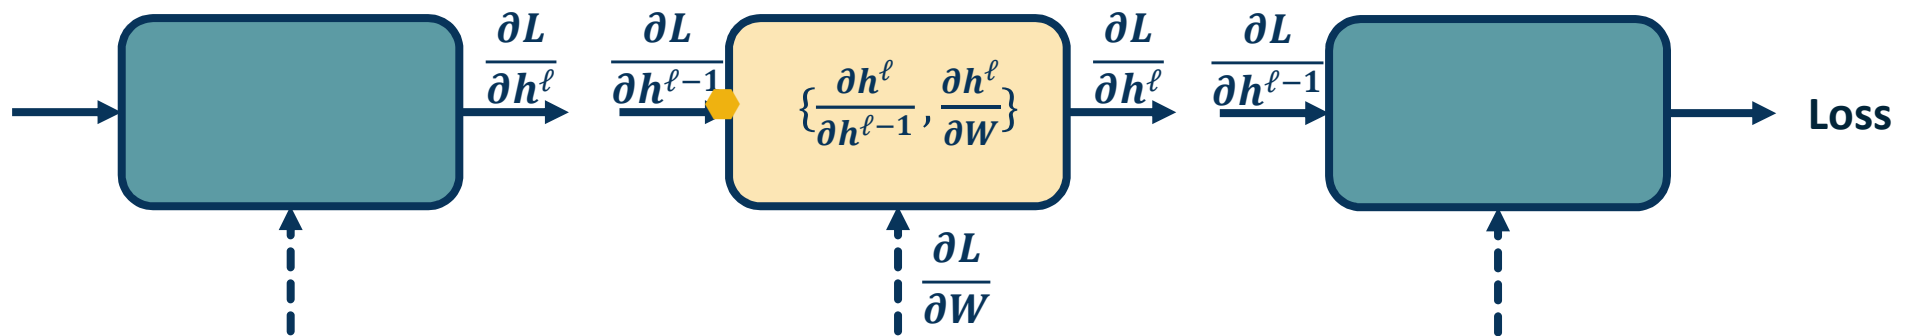 ∂L/∂h^ℓ
∂L/∂h^{ℓ−1}
{∂h^ℓ/∂h^{ℓ−1}, ∂h^ℓ/∂W}
∂L/∂h^ℓ
∂L/∂h^{ℓ−1}
Loss
∂L/∂W